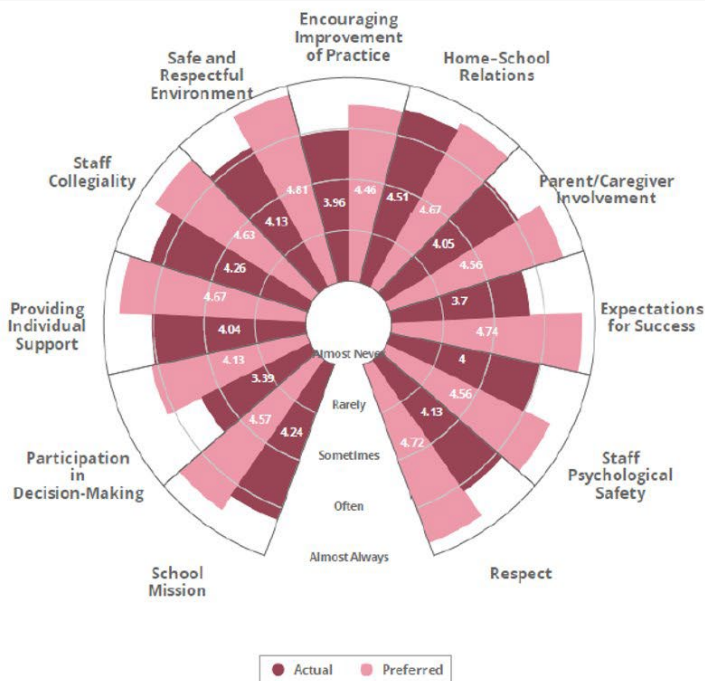 Encouraging
Improvement
of Practice
Safe and
Respectful
Environment
Home–School
Relations
Staff
Collegiality
Parent/Caregiver
Involvement
Providing
Individual
Support
Expectations
for Success
Participation
in
Decision-Making
Staff
Psychological
Safety
School
Mission
Respect
4.81
3.96
4.46
4.51
4.67
4.13
4.63
4.05
4.26
4.56
4.67
3.7
4.04
4.74
4.13
4
3.39
4.56
4.57
4.13
4.24
4.72
Almost Never
Rarely
Sometimes
Often
Almost Always
Actual
Preferred